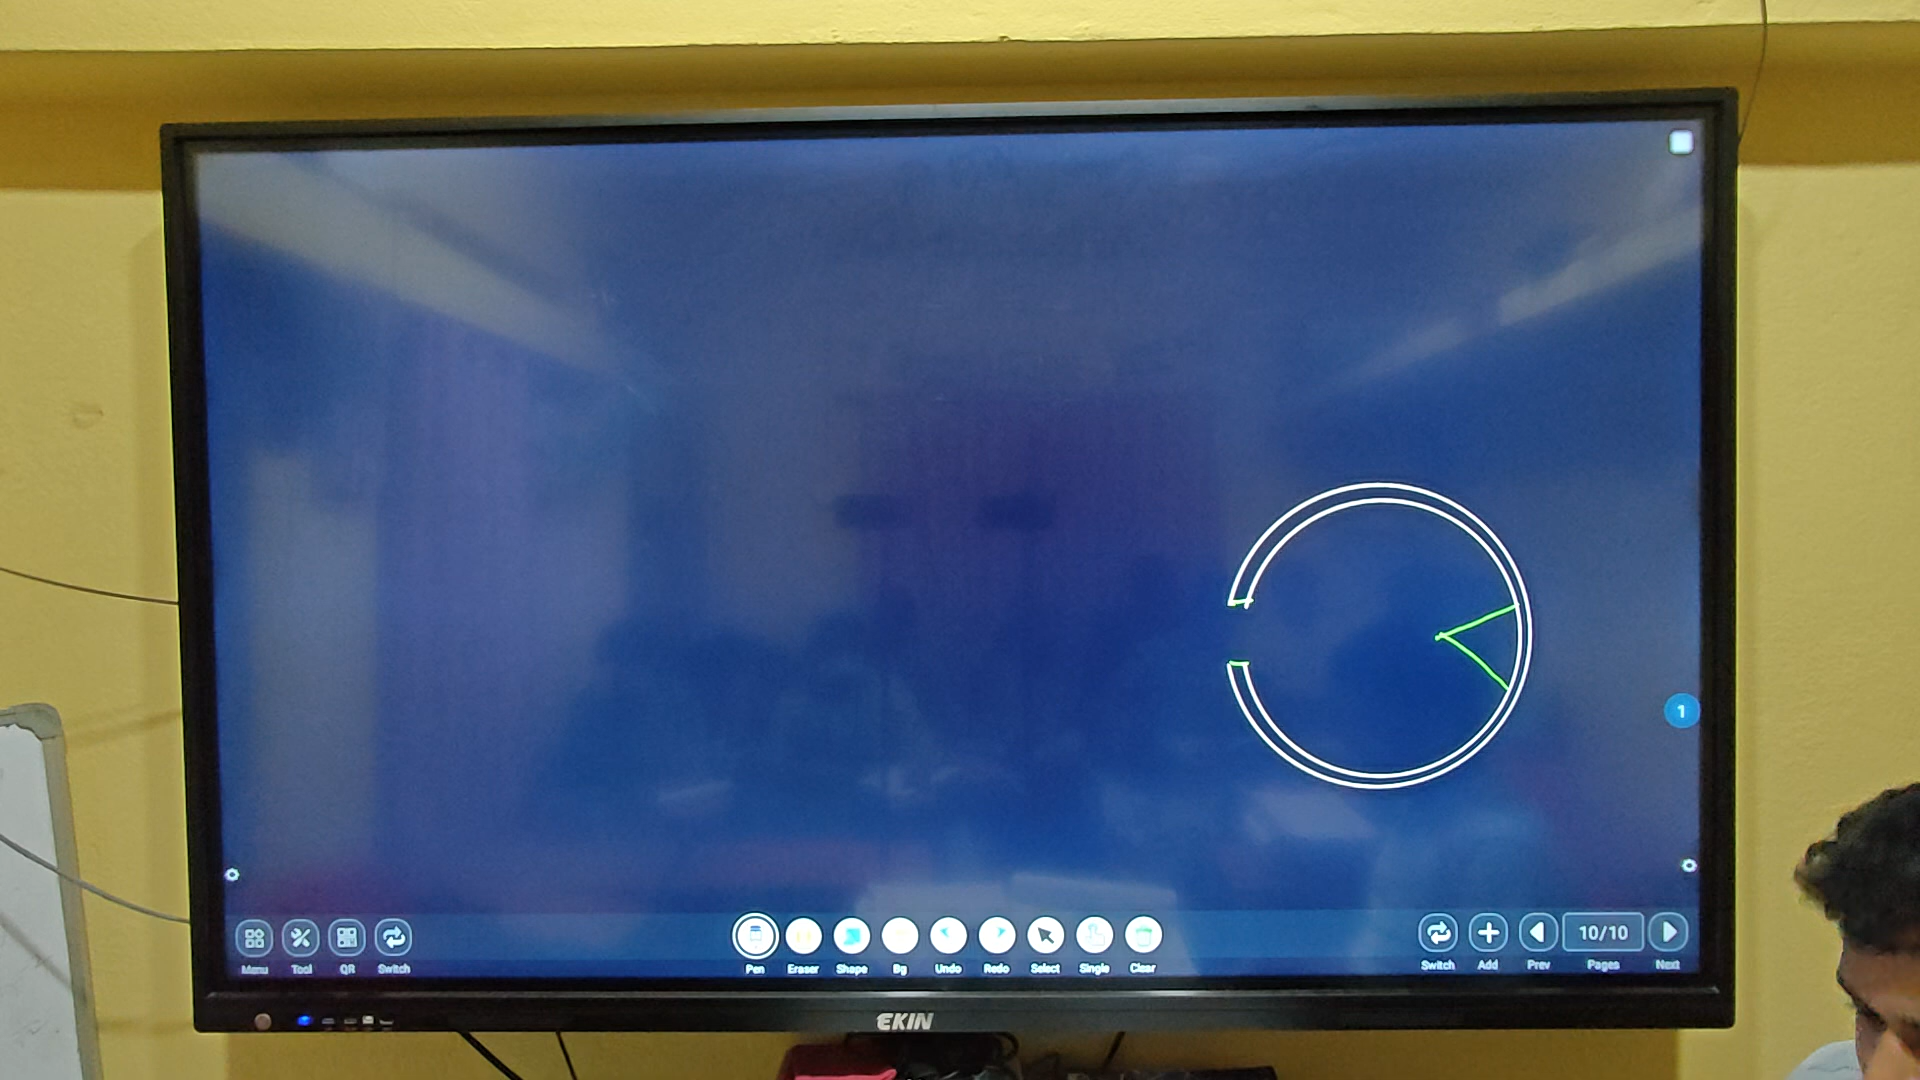 1
Menu Tool QR Switch Pen Eraser Shape Bg Undo Redo Select Single Clear Switch Add Prev 10/10 Pages Next
EKIN